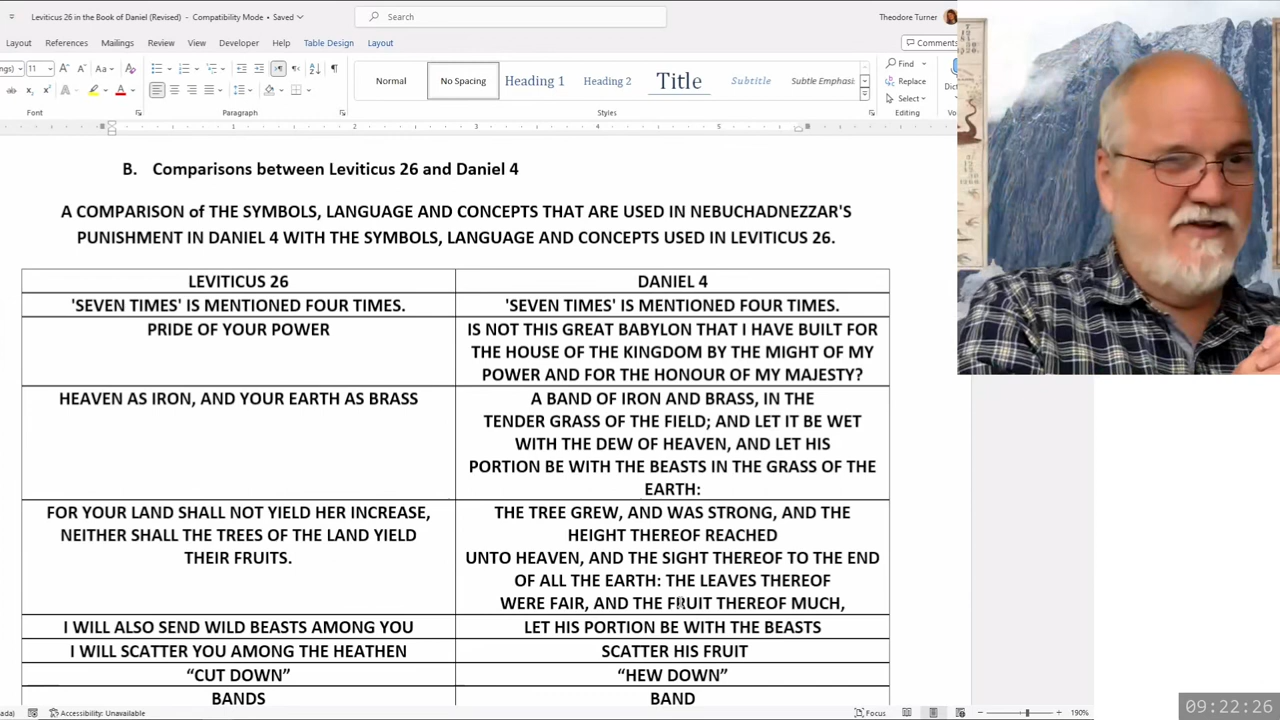 Leviticus 26 in the Book of Daniel (Revised) - Compatibility Mode • Saved
Search
Theodore Turner
Layout References Mailings Review View Developer Help Table Design Layout
Comments
11
Aa
Normal
No Spacing
Heading 1
Heading 2
Title
Subtitle
Subtle Emphasi
Find
Replace
Select
Font
Paragraph
Styles
Editing
1 2 3 4 5
B. Comparisons between Leviticus 26 and Daniel 4
A COMPARISON of THE SYMBOLS, LANGUAGE AND CONCEPTS THAT ARE USED IN NEBUCHADNEZZAR'S
PUNISHMENT IN DANIEL 4 WITH THE SYMBOLS, LANGUAGE AND CONCEPTS USED IN LEVITICUS 26.
LEVITICUS 26
DANIEL 4
'SEVEN TIMES' IS MENTIONED FOUR TIMES.
'SEVEN TIMES' IS MENTIONED FOUR TIMES.
PRIDE OF YOUR POWER
IS NOT THIS GREAT BABYLON THAT I HAVE BUILT FOR
THE HOUSE OF THE KINGDOM BY THE MIGHT OF MY
POWER AND FOR THE HONOUR OF MY MAJESTY?
HEAVEN AS IRON, AND YOUR EARTH AS BRASS
A BAND OF IRON AND BRASS, IN THE
TENDER GRASS OF THE FIELD; AND LET IT BE WET
WITH THE DEW OF HEAVEN, AND LET HIS
PORTION BE WITH THE BEASTS IN THE GRASS OF THE
EARTH:
FOR YOUR LAND SHALL NOT YIELD HER INCREASE,
NEITHER SHALL THE TREES OF THE LAND YIELD
THEIR FRUITS.
THE TREE GREW, AND WAS STRONG, AND THE
HEIGHT THEREOF REACHED
UNTO HEAVEN, AND THE SIGHT THEREOF TO THE END
OF ALL THE EARTH: THE LEAVES THEREOF
WERE FAIR, AND THE FRUIT THEREOF MUCH,
I WILL ALSO SEND WILD BEASTS AMONG YOU
LET HIS PORTION BE WITH THE BEASTS
I WILL SCATTER YOU AMONG THE HEATHEN
SCATTER HIS FRUIT
“CUT DOWN”
“HEW DOWN”
BANDS
BAND
Accessibility: Unavailable
Focus
190%
09:22:26